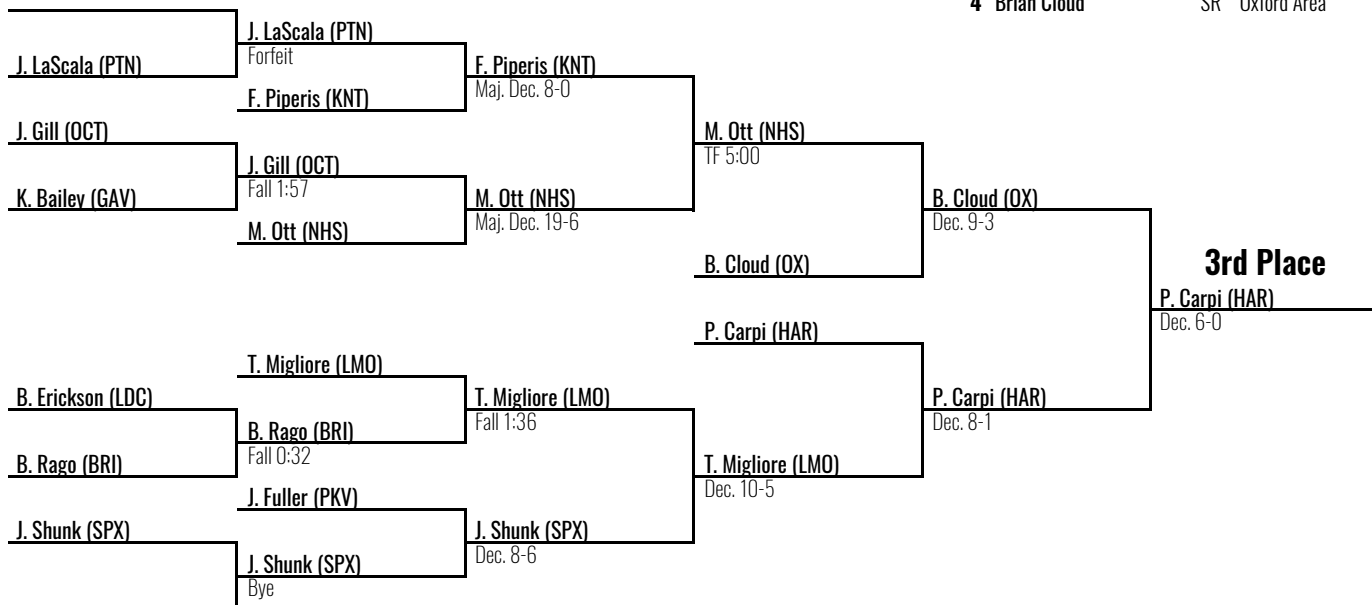 4 Brian Cloud SR Oxford Area
J. LaScala (PTN)
Forfeit
J. LaScala (PTN)
F. Piperis (KNT)
Maj. Dec. 8-0
F. Piperis (KNT)
J. Gill (OCT)
M. Ott (NHS)
TF 5:00
J. Gill (OCT)
Fall 1:57
K. Bailey (GAV)
M. Ott (NHS)
Maj. Dec. 19-6
B. Cloud (OX)
Dec. 9-3
M. Ott (NHS)
B. Cloud (OX)
3rd Place
P. Carpi (HAR)
Dec. 6-0
P. Carpi (HAR)
T. Migliore (LMO)
B. Erickson (LDC)
T. Migliore (LMO)
Fall 1:36
P. Carpi (HAR)
Dec. 8-1
B. Rago (BRI)
Fall 0:32
B. Rago (BRI)
T. Migliore (LMO)
Dec. 10-5
J. Fuller (PKV)
J. Shunk (SPX)
J. Shunk (SPX)
Dec. 8-6
J. Shunk (SPX)
Bye